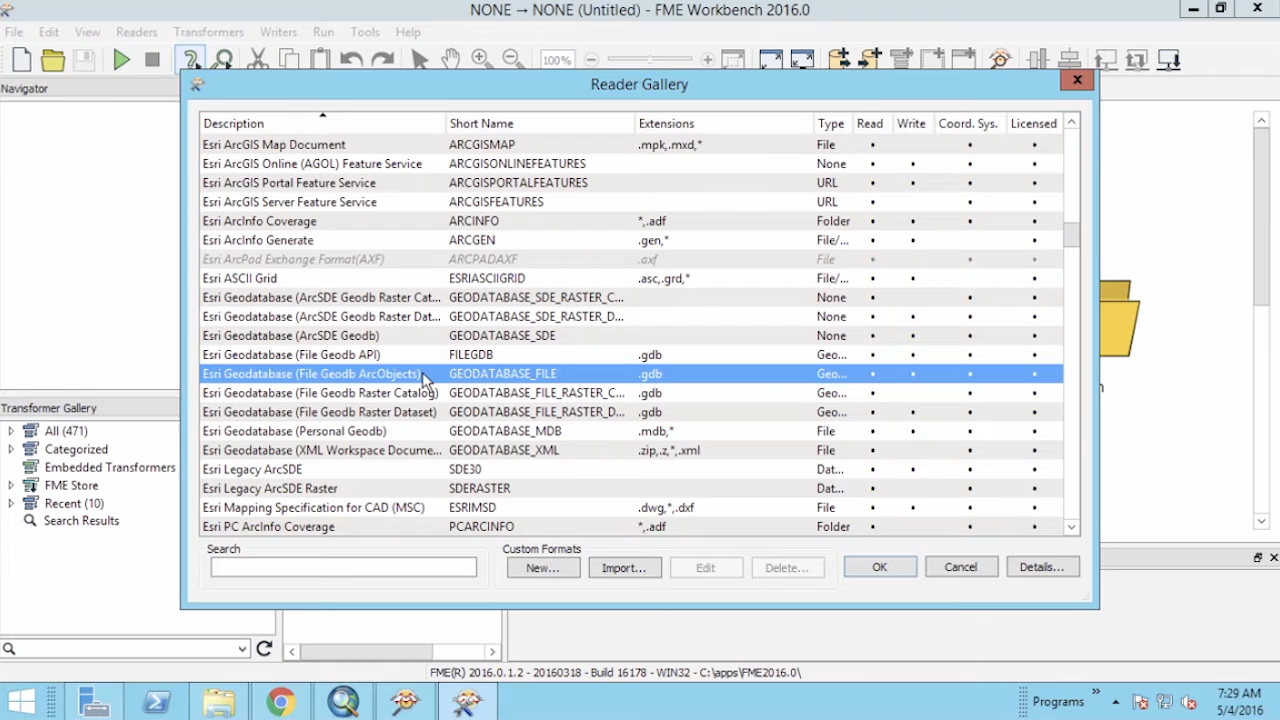 NONE → NONE (Untitled) - FME Workbench 2016.0
File Edit View Readers Transformers Writers Run Tools Help
100%
Navigator
Reader Gallery
Description Short Name Extensions Type Read Write Coord. Sys. Licensed
Esri ArcGIS Map Document ARCGISMAP .mpk,.mxd,* File • • •
Esri ArcGIS Online (AGOL) Feature Service ARCGISONLINEFEATURES None • • • •
Esri ArcGIS Portal Feature Service ARCGISPORTALFEATURES URL • • • •
Esri ArcGIS Server Feature Service ARCGISFEATURES URL • • • •
Esri ArcInfo Coverage ARCINFO *,.adf Folder • • • •
Esri ArcInfo Generate ARCGEN .gen,* File/... • • • •
Esri ArcPad Exchange Format(AXF) ARCPADAXF .axf File • • •
Esri ASCII Grid ESRIASCIIGRID .asc,.grd,* File/... • • • •
Esri Geodatabase (ArcSDE Geodb Raster Cat... GEODATABASE_SDE_RASTER_C... None • • •
Esri Geodatabase (ArcSDE Geodb Raster Dat... GEODATABASE_SDE_RASTER_D... None • • • •
Esri Geodatabase (ArcSDE Geodb) GEODATABASE_SDE None • • • •
Esri Geodatabase (File Geodb API) FILEGDB .gdb Geo... • • • •
Esri Geodatabase (File Geodb ArcObjects) GEODATABASE_FILE .gdb Geo... • • • •
Esri Geodatabase (File Geodb Raster Catalog) GEODATABASE_FILE_RASTER_C... .gdb Geo... • • •
Esri Geodatabase (File Geodb Raster Dataset) GEODATABASE_FILE_RASTER_D... .gdb Geo... • • • •
Esri Geodatabase (Personal Geodb) GEODATABASE_MDB .mdb,* File • • • •
Esri Geodatabase (XML Workspace Docume... GEODATABASE_XML .zip,.z,*,.xml File • • • •
Esri Legacy ArcSDE SDE30 Dat... • • • •
Esri Legacy ArcSDE Raster SDERASTER Dat... • • •
Esri Mapping Specification for CAD (MSC) ESRIMSD .dwg,*,.dxf File • • • •
Esri PC ArcInfo Coverage PCARCINFO *,.adf Folder • • •
Transformer Gallery
All (471)
Categorized
Embedded Transformers
FME Store
Recent (10)
Search Results
Search
Custom Formats
New... Import... Edit Delete... OK Cancel Details...
FME(R) 2016.0.1.2 - 20160318 - Build 16178 - WIN32 - C:\apps\FME2016.0\
Programs
7:29 AM
5/4/2016